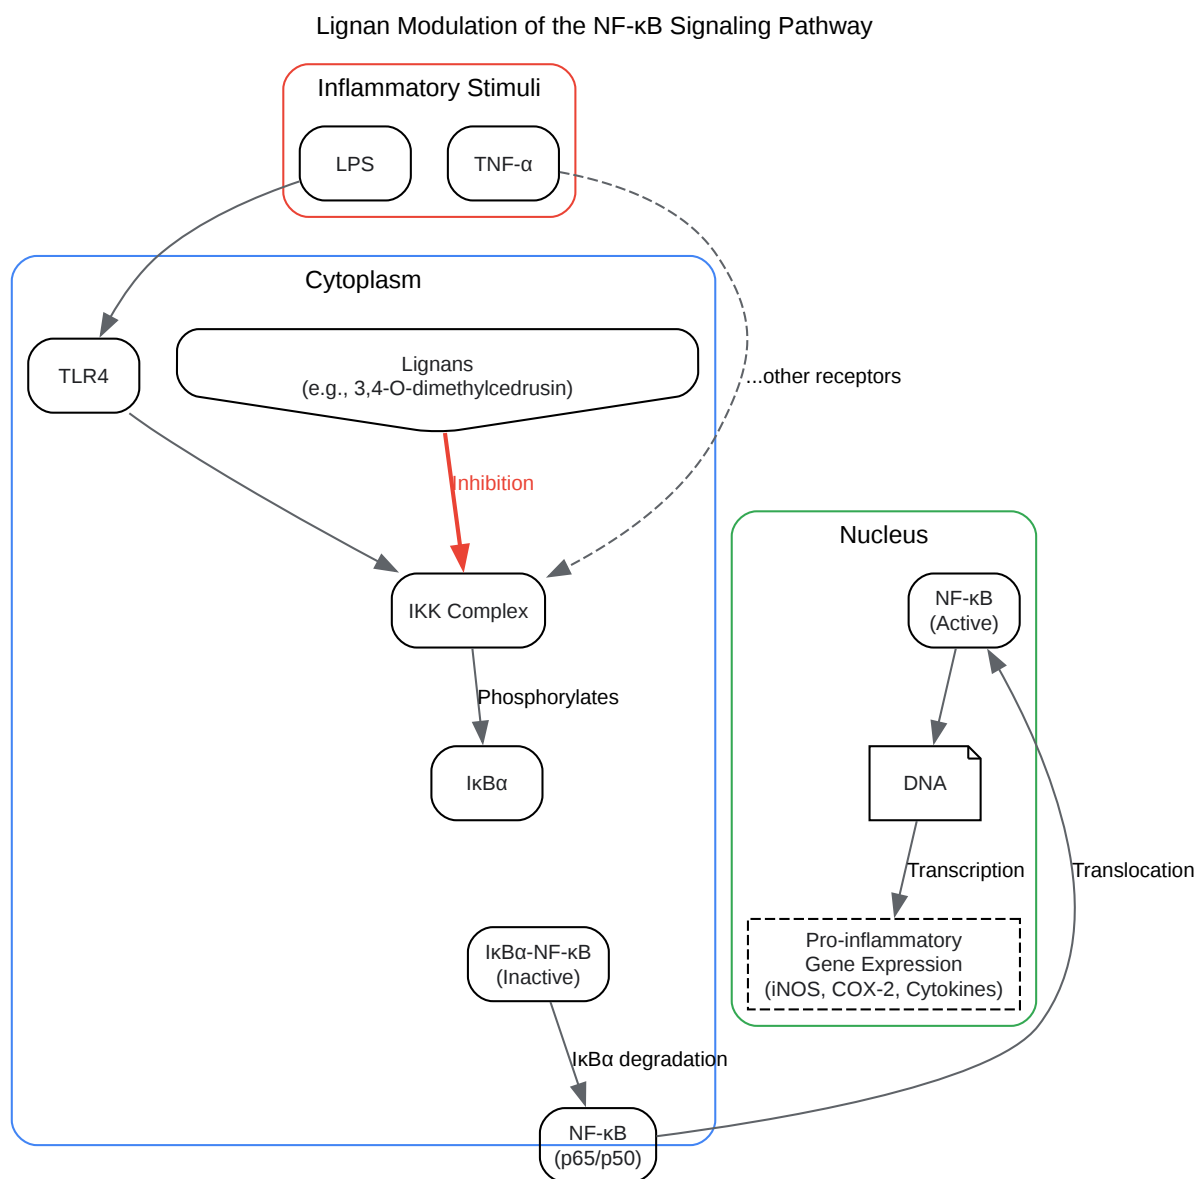 Lignan Modulation of the NF-κB Signaling Pathway
Inflammatory Stimuli
LPS
TNF-α
Cytoplasm
TLR4
Lignans
(e.g., 3,4-O-dimethylcedrusin)
...other receptors
Inhibition
IKK Complex
Phosphorylates
IκBα
IκBα-NF-κB
(Inactive)
IκBα degradation
NF-κB
(p65/p50)
Nucleus
NF-κB
(Active)
DNA
Transcription
Translocation
Pro-inflammatory
Gene Expression
(iNOS, COX-2, Cytokines)